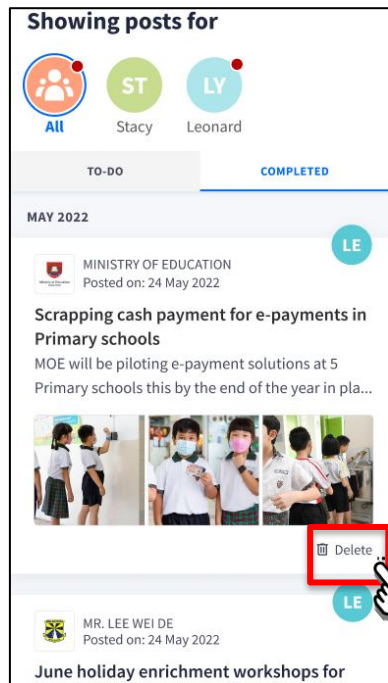 Showing posts for
ST
LY
All
Stacy
Leonard
TO-DO
COMPLETED
MAY 2022
LE
MINISTRY OF EDUCATION
Posted on: 24 May 2022
Scrapping cash payment for e-payments in
Primary schools
MOE will be piloting e-payment solutions at 5
Primary schools this by the end of the year in pla...
Delete
LE
MR. LEE WEI DE
Posted on: 24 May 2022
June holiday enrichment workshops for